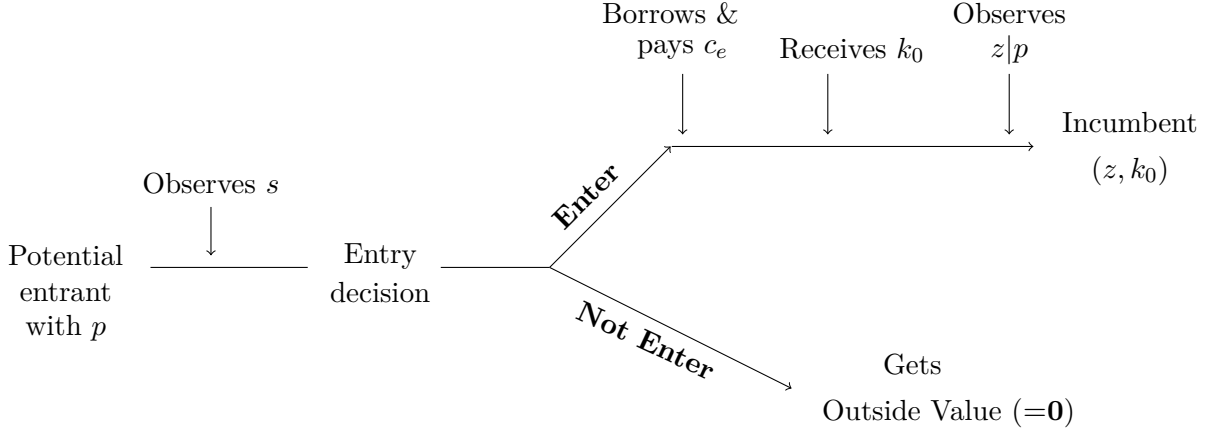 Borrows &
pays $c_e$
Receives $k_0$
Observes
$z|p$
Incumbent
$(z, k_0)$
Enter
Observes $s$
Potential
entrant
with $p$
Entry
decision
Not Enter
Gets
Outside Value (=0)